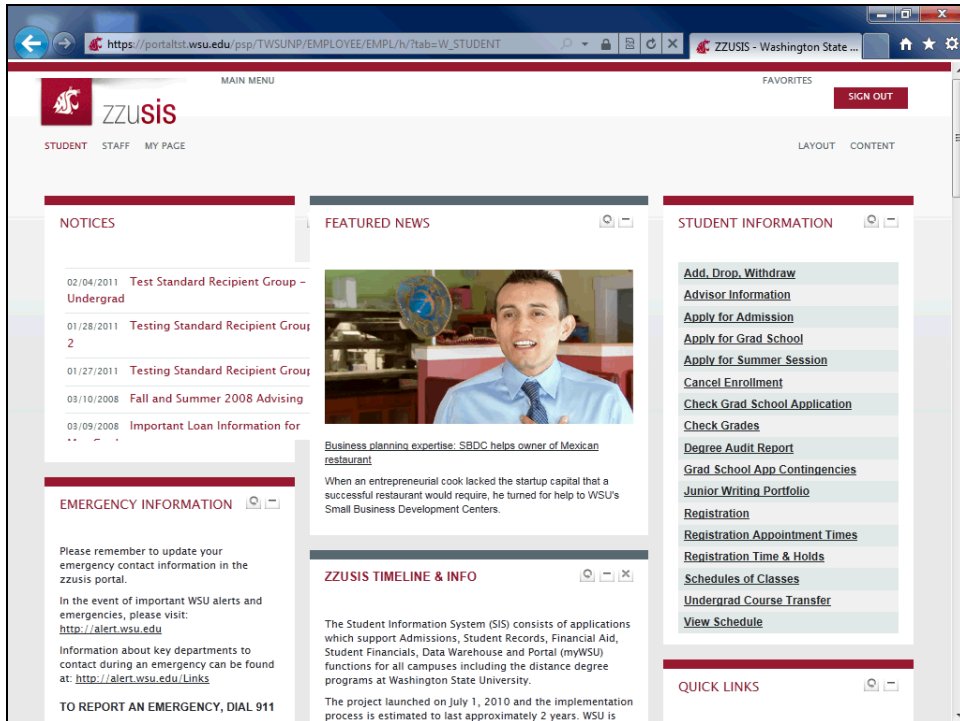 https://portaltst.wsu.edu/psp/TWSUNP/EMPLOYEE/EMPL/h/?tab=W_STUDENT
ZZUSIS - Washington State ...
MAIN MENU
FAVORITES
SIGN OUT
zzusis
STUDENT STAFF MY PAGE
LAYOUT CONTENT
NOTICES
02/04/2011 Test Standard Recipient Group -
Undergrad
01/28/2011 Testing Standard Recipient Group
2
01/27/2011 Testing Standard Recipient Group
03/10/2008 Fall and Summer 2008 Advising
03/09/2008 Important Loan Information for
EMERGENCY INFORMATION
Please remember to update your
emergency contact information in the
zzusis portal.
In the event of important WSU alerts and
emergencies, please visit:
http://alert.wsu.edu
Information about key departments to
contact during an emergency can be found
at: http://alert.wsu.edu/Links
TO REPORT AN EMERGENCY, DIAL 911
FEATURED NEWS
Business planning expertise: SBDC helps owner of Mexican
restaurant
When an entrepreneurial cook lacked the startup capital that a
successful restaurant would require, he turned for help to WSU's
Small Business Development Centers.
ZZUSIS TIMELINE & INFO
The Student Information System (SIS) consists of applications
which support Admissions, Student Records, Financial Aid,
Student Financials, Data Warehouse and Portal (myWSU)
functions for all campuses including the distance degree
programs at Washington State University.
The project launched on July 1, 2010 and the implementation
process is estimated to last approximately 2 years. WSU is
STUDENT INFORMATION
Add, Drop, Withdraw
Advisor Information
Apply for Admission
Apply for Grad School
Apply for Summer Session
Cancel Enrollment
Check Grad School Application
Check Grades
Degree Audit Report
Grad School App Contingencies
Junior Writing Portfolio
Registration
Registration Appointment Times
Registration Time & Holds
Schedules of Classes
Undergrad Course Transfer
View Schedule
QUICK LINKS